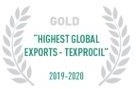 GOLD
"HIGHEST GLOBAL
EXPORTS - TEXPROCIL"
2019-2020